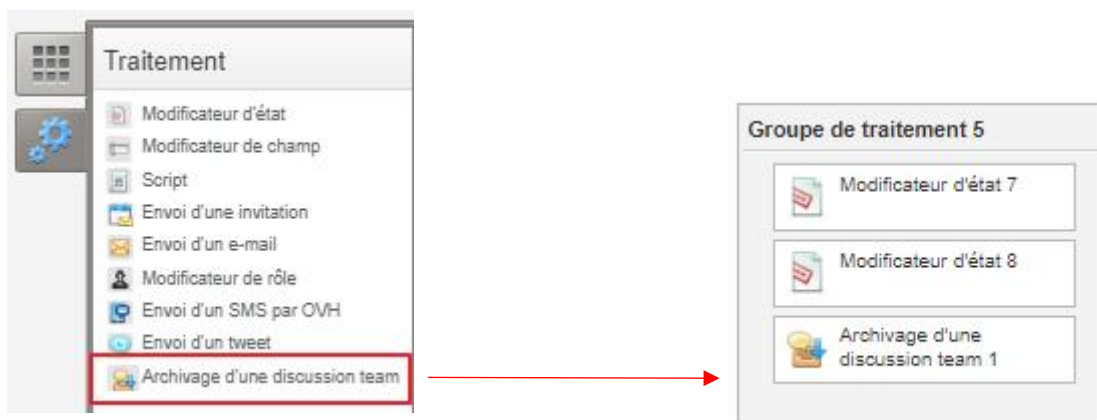 Traitement
Modificateur d'état
Modificateur de champ
Script
Envoi d'une invitation
Envoi d'un e-mail
Modificateur de rôle
Envoi d'un SMS par OVH
Envoi d'un tweet
Archivage d'une discussion team
Groupe de traitement 5
Modificateur d'état 7
Modificateur d'état 8
Archivage d'une
discussion team 1